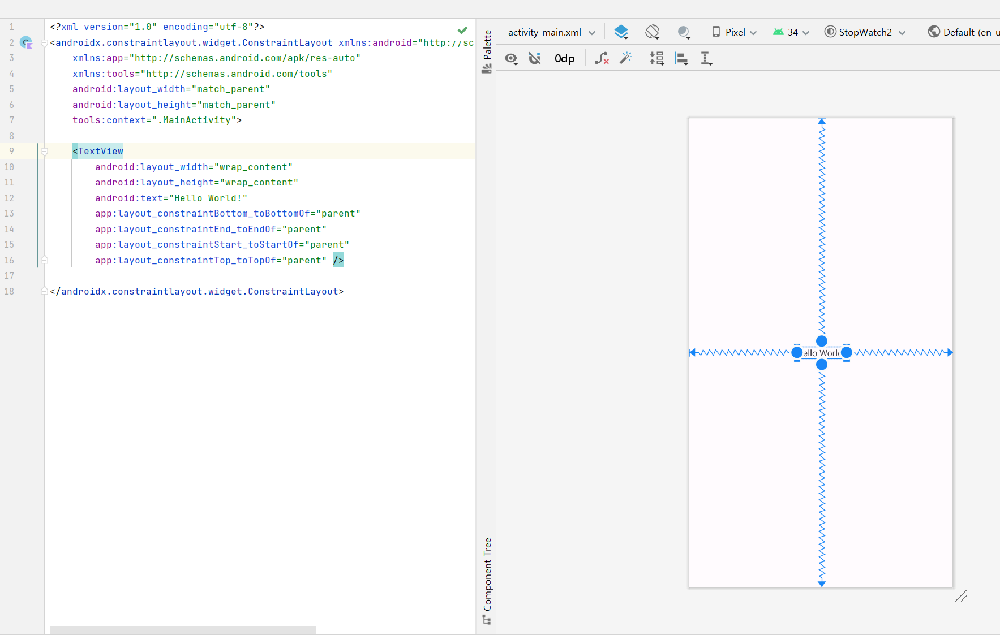 1 <?xml version="1.0" encoding="utf-8"?>
2 <androidx.constraintlayout.widget.ConstraintLayout xmlns:android="http://sc
3 xmlns:app="http://schemas.android.com/apk/res-auto"
4 xmlns:tools="http://schemas.android.com/tools"
5 android:layout_width="match_parent"
6 android:layout_height="match_parent"
7 tools:context=".MainActivity">
8
9 <TextView
10 android:layout_width="wrap_content"
11 android:layout_height="wrap_content"
12 android:text="Hello World!"
13 app:layout_constraintBottom_toBottomOf="parent"
14 app:layout_constraintEnd_toEndOf="parent"
15 app:layout_constraintStart_toStartOf="parent"
16 app:layout_constraintTop_toTopOf="parent" />
17
18 </androidx.constraintlayout.widget.ConstraintLayout>
Palette
Component Tree
activity_main.xml Pixel 34 StopWatch2 Default (en-u
0dp
ello Worl